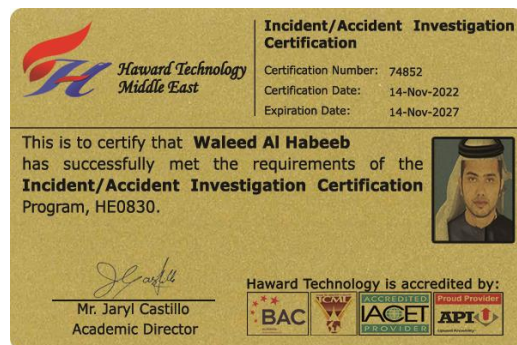 Haward Technology
Middle East
Incident/Accident Investigation
Certification
Certification Number: 74852
Certification Date: 14-Nov-2022
Expiration Date: 14-Nov-2027
This is to certify that Waleed Al Habeeb
has successfully met the requirements of the
Incident/Accident Investigation Certification
Program, HE0830.
Mr. Jaryl Castillo
Academic Director
Haward Technology is accredited by:
BAC
TCMI
ACCREDITED
IACET
PROVIDER
Proud Provider
API